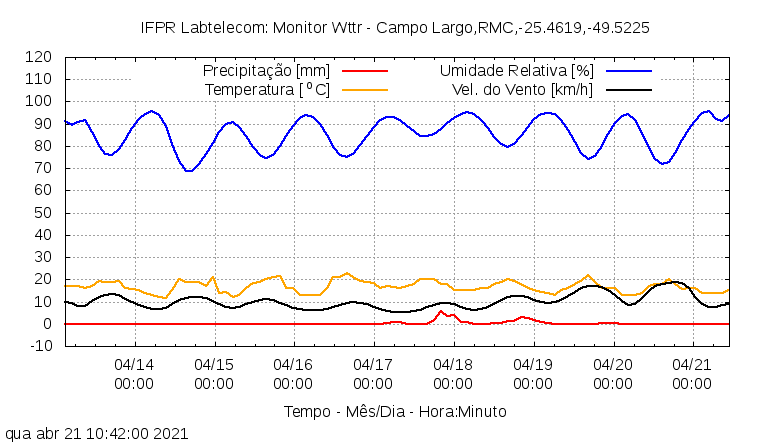 IFPR Labtelecom: Monitor Wttr - Campo Largo,RMC,-25.4619,-49.5225
120
110
100
90
80
70
60
50
40
30
20
10
0
-10
Precipitação [mm] Umidade Relativa [%]
Temperatura [⁰C] Vel. do Vento [km/h]
04/14 04/15 04/16 04/17 04/18 04/19 04/20 04/21
00:00 00:00 00:00 00:00 00:00 00:00 00:00 00:00
Tempo - Mês/Dia - Hora:Minuto
qua abr 21 10:42:00 2021